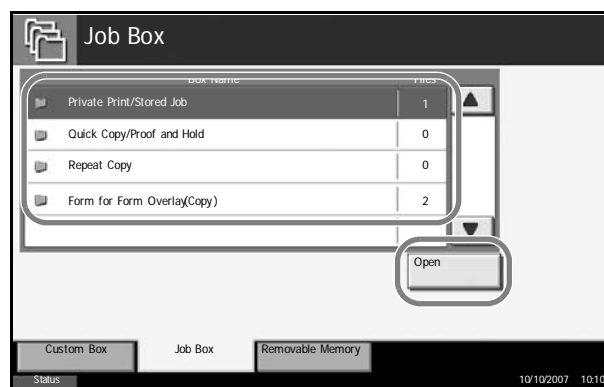 Job Box
Box Name Files
Private Print/Stored Job 1
Quick Copy/Proof and Hold 0
Repeat Copy 0
Form for Form Overlay(Copy) 2
Open
Custom Box Job Box Removable Memory
Status 10/10/2007 10:10